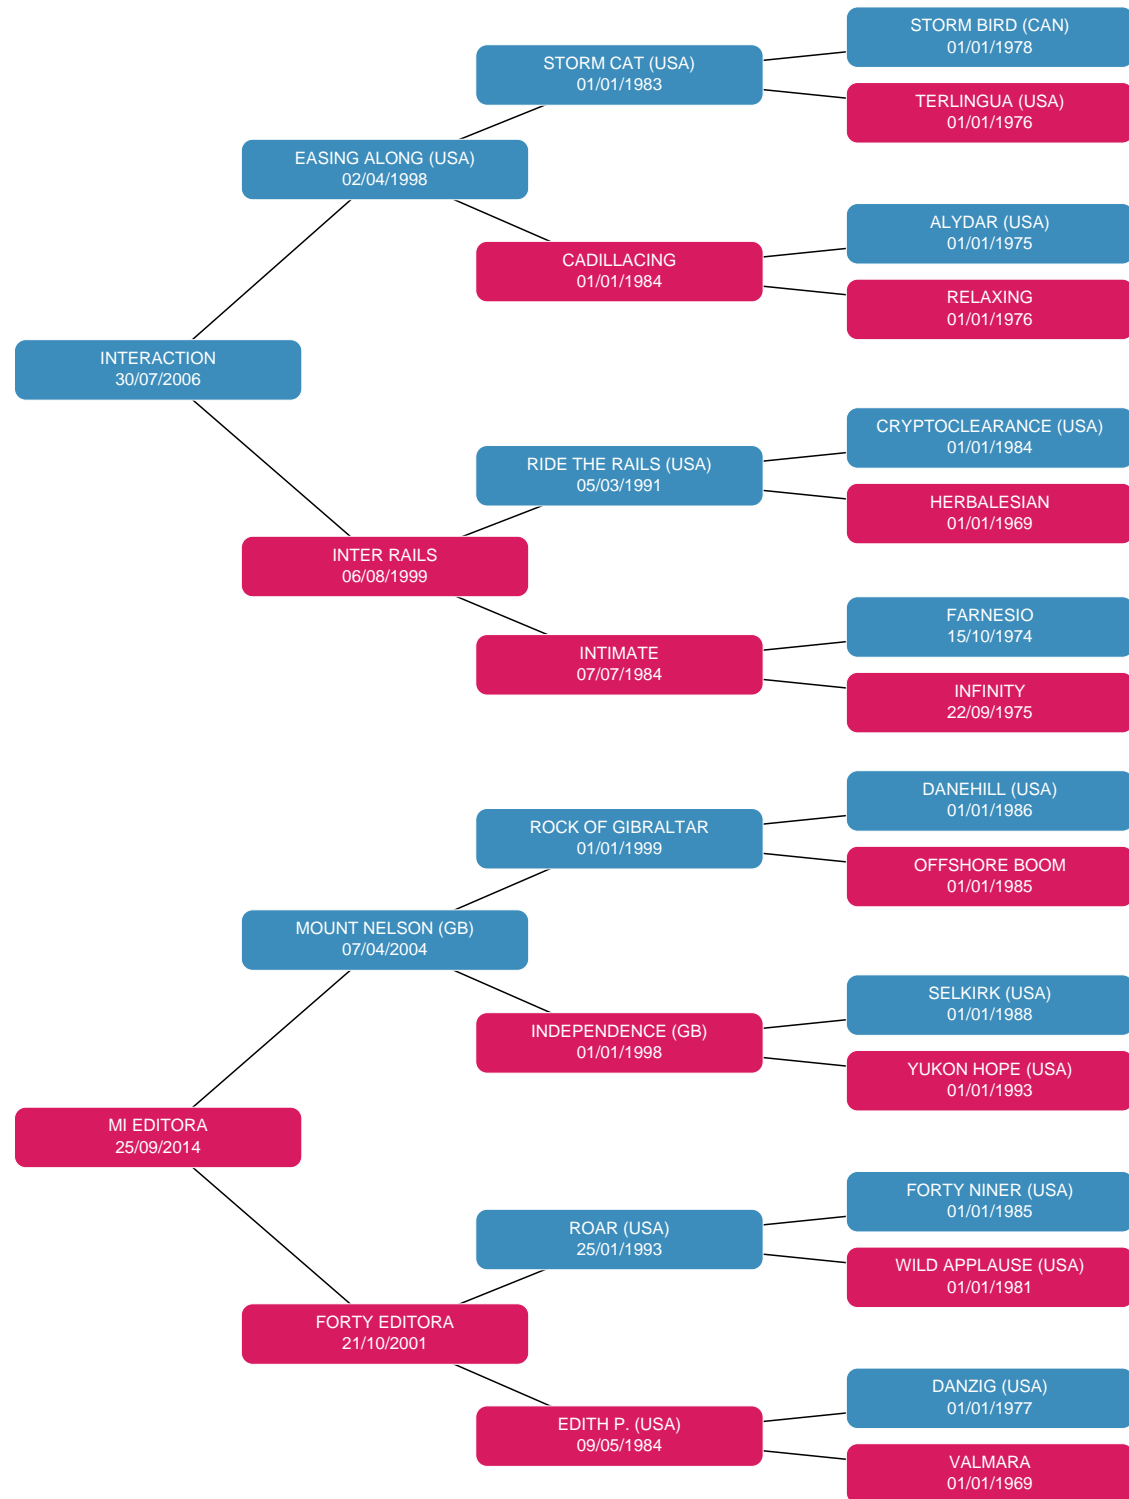 STORM BIRD (CAN)
01/01/1978
STORM CAT (USA)
01/01/1983
TERLINGUA (USA)
01/01/1976
EASING ALONG (USA)
02/04/1998
ALYDAR (USA)
01/01/1975
CADILLACING
01/01/1984
RELAXING
01/01/1976
INTERACTION
30/07/2006
CRYPTOCLEARANCE (USA)
01/01/1984
RIDE THE RAILS (USA)
05/03/1991
HERBALESIAN
01/01/1969
INTER RAILS
06/08/1999
FARNESIO
15/10/1974
INTIMATE
07/07/1984
INFINITY
22/09/1975
DANEHILL (USA)
01/01/1986
ROCK OF GIBRALTAR
01/01/1999
OFFSHORE BOOM
01/01/1985
MOUNT NELSON (GB)
07/04/2004
SELKIRK (USA)
01/01/1988
INDEPENDENCE (GB)
01/01/1998
YUKON HOPE (USA)
01/01/1993
MI EDITORA
25/09/2014
FORTY NINER (USA)
01/01/1985
ROAR (USA)
25/01/1993
WILD APPLAUSE (USA)
01/01/1981
FORTY EDITORA
21/10/2001
DANZIG (USA)
01/01/1977
EDITH P. (USA)
09/05/1984
VALMARA
01/01/1969